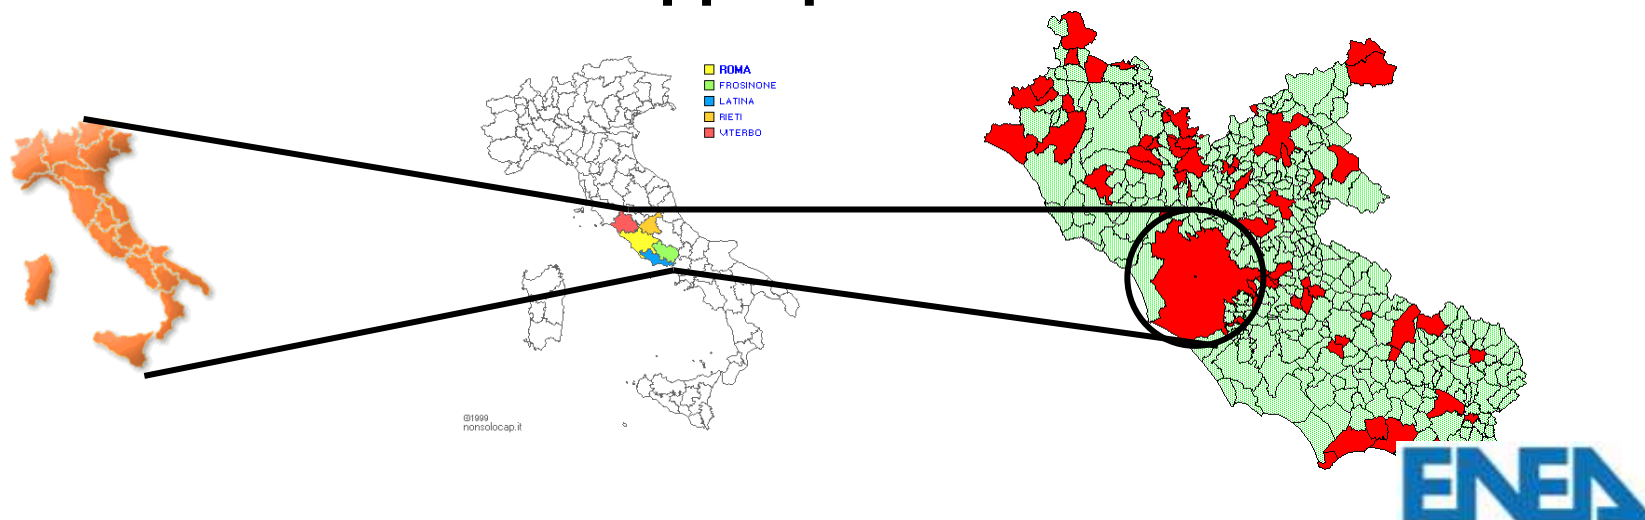 ROMA
FROSINONE
LATINA
RIETI
VITERBO
©1999
nonsolocap.it
ENEA